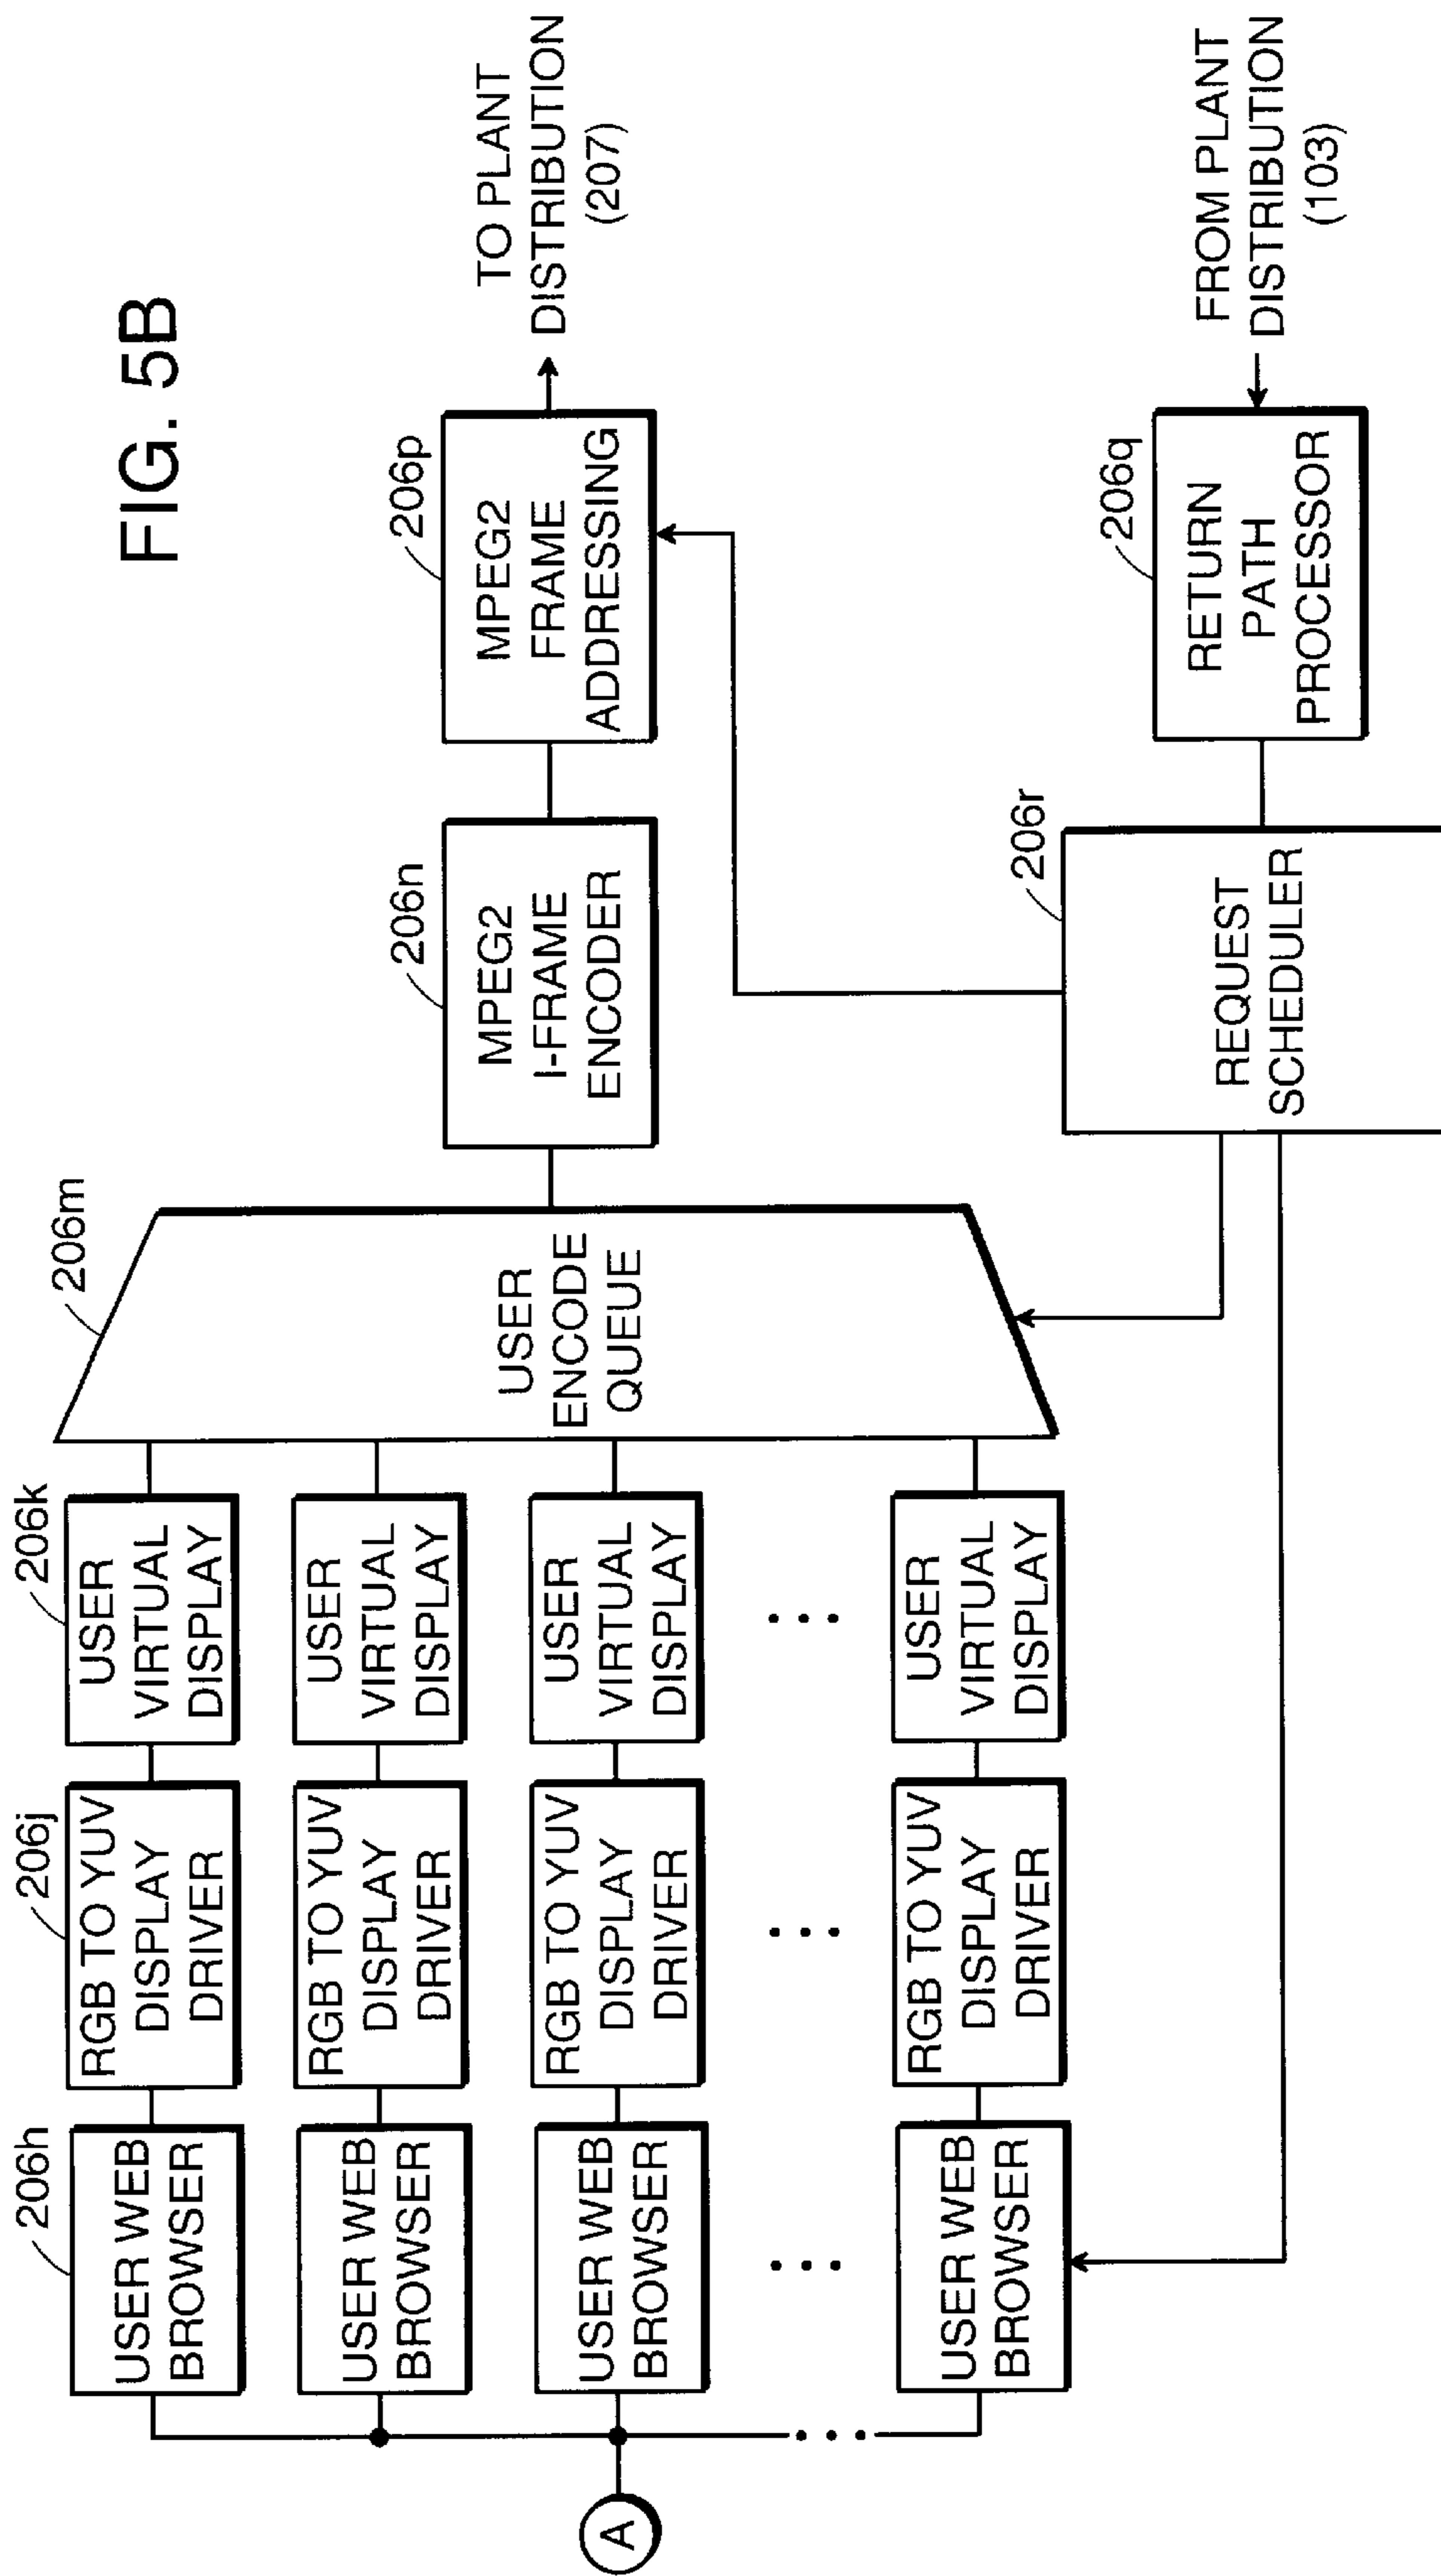 FIG. 5B
206h
206j
206k
206m
USER WEB
BROWSER
RGB TO YUV
DISPLAY
DRIVER
USER
VIRTUAL
DISPLAY
USER WEB
BROWSER
RGB TO YUV
DISPLAY
DRIVER
USER
VIRTUAL
DISPLAY
USER WEB
BROWSER
RGB TO YUV
DISPLAY
DRIVER
USER
VIRTUAL
DISPLAY
USER WEB
BROWSER
RGB TO YUV
DISPLAY
DRIVER
USER
VIRTUAL
DISPLAY
A
USER
ENCODE
QUEUE
206n
MPEG2
I-FRAME
ENCODER
206p
MPEG2
FRAME
ADDRESSING
TO PLANT
DISTRIBUTION
(207)
206r
REQUEST
SCHEDULER
206q
RETURN
PATH
PROCESSOR
FROM PLANT
DISTRIBUTION
(103)